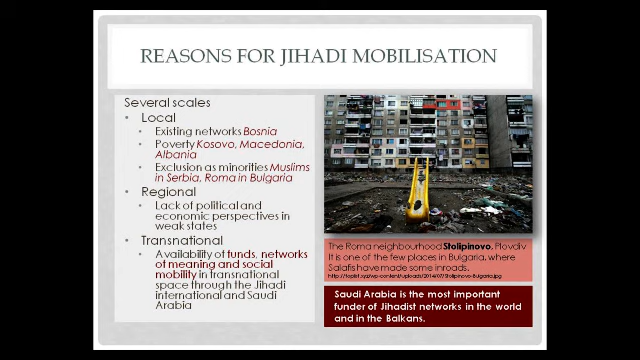 REASONS FOR JIHADI MOBILISATION
Several scales
• Local
• Existing networks Bosnia
• Poverty Kosovo, Macedonia,
Albania
• Exclusion as minorities Muslims
in Serbia, Roma in Bulgaria
• Regional
• Lack of political and
economic perspectives in
weak states
• Transnational
• Availability of funds, networks
of meaning and social
mobility in transnational
space through the Jihadi
international and Saudi
Arabia
The Roma neighbourhood Stolipinovo, Plovdiv
It is one of the few places in Bulgaria, where
Salafis have made some inroads.
Saudi Arabia is the most important
funder of Jihadist networks in the world
and in the Balkans.